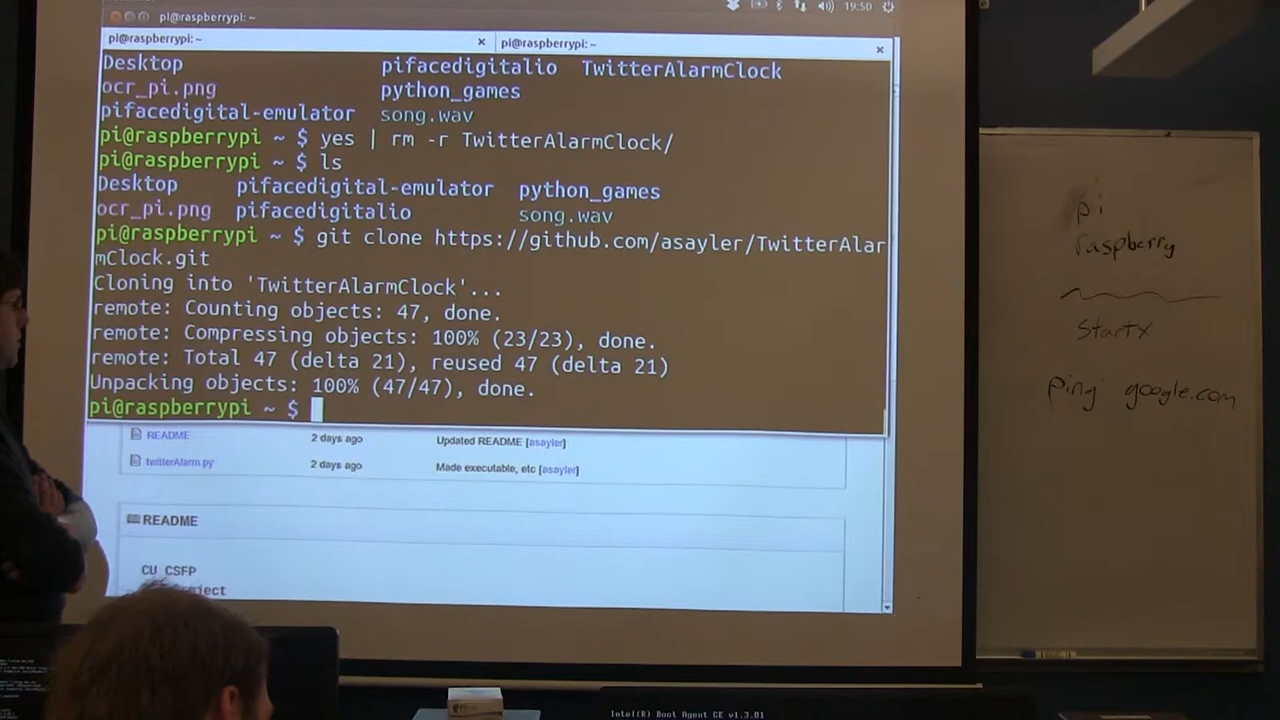 19:50
pi@raspberrypi: ~
pi@raspberrypi: ~
pi@raspberrypi: ~
Desktop pifacedigitalio TwitterAlarmClock
ocr_pi.png python_games
pifacedigital-emulator song.wav
pi@raspberrypi ~ $ yes | rm -r TwitterAlarmClock/
pi@raspberrypi ~ $ ls
Desktop pifacedigital-emulator python_games
ocr_pi.png pifacedigitalio song.wav
pi@raspberrypi ~ $ git clone https://github.com/asayler/TwitterAlar
mClock.git
Cloning into 'TwitterAlarmClock'...
remote: Counting objects: 47, done.
remote: Compressing objects: 100% (23/23), done.
remote: Total 47 (delta 21), reused 47 (delta 21)
Unpacking objects: 100% (47/47), done.
pi@raspberrypi ~ $
README 2 days ago Updated README [asayler]
twitterAlarm.py 2 days ago Made executable, etc [asayler]
README
CU CSFP
pi
raspberry
startx
ping google.com
Intel(R) Boot Agent GE v1.3.81